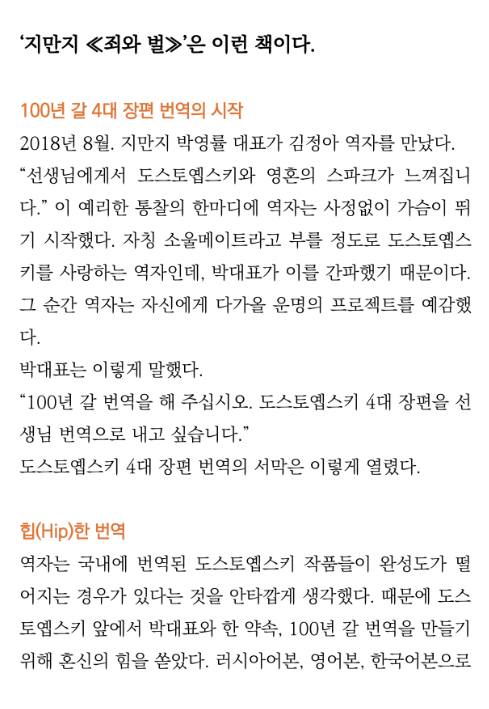 ‘지만지 ≪죄와 벌≫’은 이런 책이다.
100년 갈 4대 장편 번역의 시작
2018년 8월. 지만지 박영률 대표가 김정아 역자를 만났다.
“선생님에게서 도스토옙스키와 영혼의 스파크가 느껴집니
다.” 이 예리한 통찰의 한마디에 역자는 사정없이 가슴이 뛰
기 시작했다. 자칭 소울메이트라고 부를 정도로 도스토옙스
키를 사랑하는 역자인데, 박대표가 이를 간파했기 때문이다.
그 순간 역자는 자신에게 다가올 운명의 프로젝트를 예감했
다.
박대표는 이렇게 말했다.
“100년 갈 번역을 해 주십시오. 도스토옙스키 4대 장편을 선
생님 번역으로 내고 싶습니다.”
도스토옙스키 4대 장편 번역의 서막은 이렇게 열렸다.
힙(Hip)한 번역
역자는 국내에 번역된 도스토옙스키 작품들이 완성도가 떨
어지는 경우가 있다는 것을 안타깝게 생각했다. 때문에 도스
토옙스키 앞에서 박대표와 한 약속, 100년 갈 번역을 만들기
위해 혼신의 힘을 쏟았다. 러시아어본, 영어본, 한국어본으로